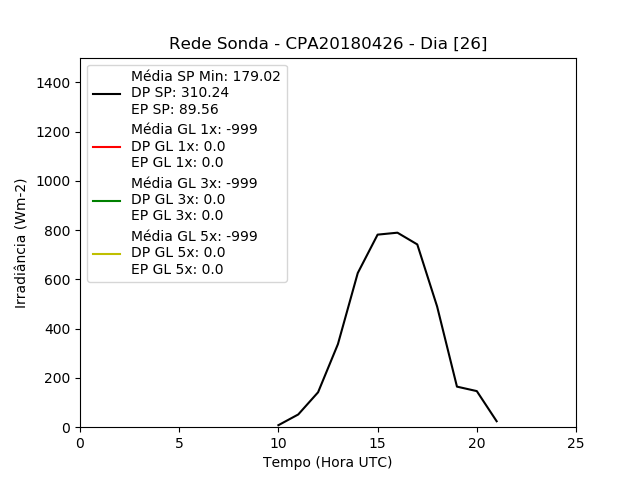 Rede Sonda - CPA20180426 - Dia [26]
Média SP Min: 179.02
DP SP: 310.24
EP SP: 89.56
Média GL 1x: -999
DP GL 1x: 0.0
EP GL 1x: 0.0
Média GL 3x: -999
DP GL 3x: 0.0
EP GL 3x: 0.0
Média GL 5x: -999
DP GL 5x: 0.0
EP GL 5x: 0.0
Irradiância (Wm-2)
1400
1200
1000
800
600
400
200
0
0 5 10 15 20 25
Tempo (Hora UTC)